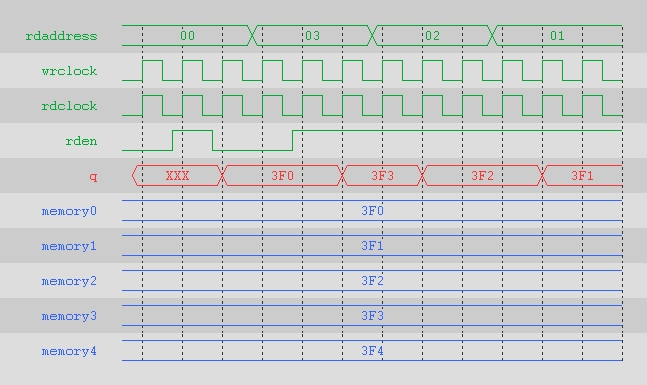 rdaddress 00 03 02 01
wrclock
rdclock
rden
q XXX 3F0 3F3 3F2 3F1
memory0 3F0
memory1 3F1
memory2 3F2
memory3 3F3
memory4 3F4